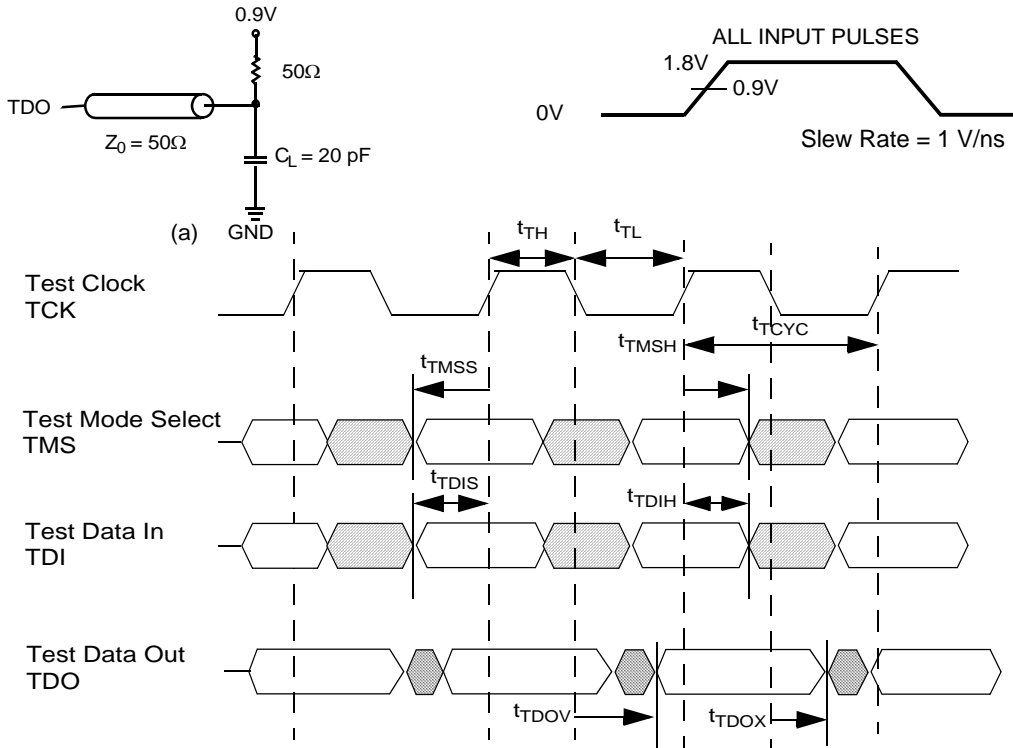 0.9V
50Ω
TDO
Z0 = 50Ω
CL = 20 pF
(a)
GND
ALL INPUT PULSES
1.8V
0.9V
0V
Slew Rate = 1 V/ns
tTH
tTL
Test Clock
TCK
tTCYC
tTMSH
tTMSS
Test Mode Select
TMS
tTDIS
tTDIH
Test Data In
TDI
Test Data Out
TDO
tTDOV
tTDOX